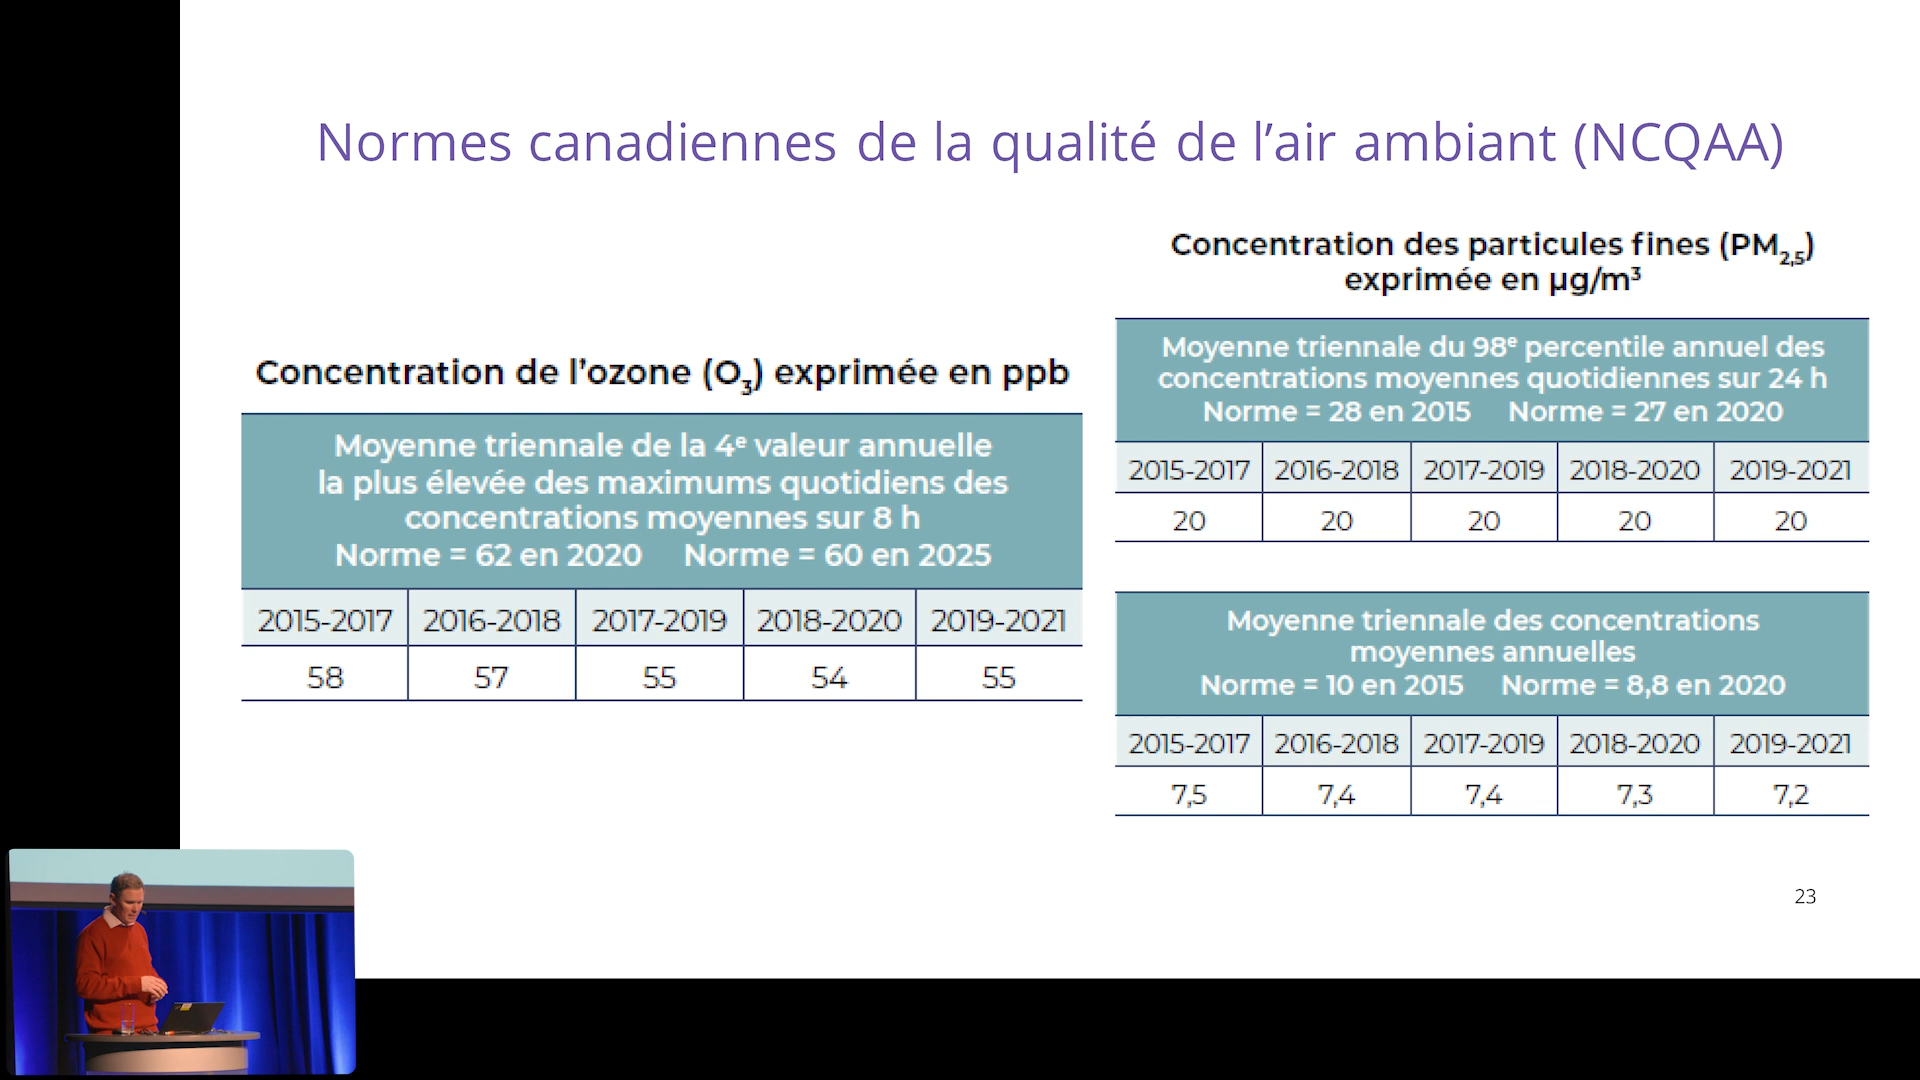 Normes canadiennes de la qualité de l’air ambiant (NCQAA)
Concentration de l’ozone (O₃) exprimée en ppb
Moyenne triennale de la 4ᵉ valeur annuelle
la plus élevée des maximums quotidiens des
concentrations moyennes sur 8 h
Norme = 62 en 2020 Norme = 60 en 2025
2015-2017 2016-2018 2017-2019 2018-2020 2019-2021
58 57 55 54 55
Concentration des particules fines (PM₂,₅)
exprimée en µg/m³
Moyenne triennale du 98ᵉ percentile annuel des
concentrations moyennes quotidiennes sur 24 h
Norme = 28 en 2015 Norme = 27 en 2020
2015-2017 2016-2018 2017-2019 2018-2020 2019-2021
20 20 20 20 20
Moyenne triennale des concentrations
moyennes annuelles
Norme = 10 en 2015 Norme = 8,8 en 2020
2015-2017 2016-2018 2017-2019 2018-2020 2019-2021
7,5 7,4 7,4 7,3 7,2
23